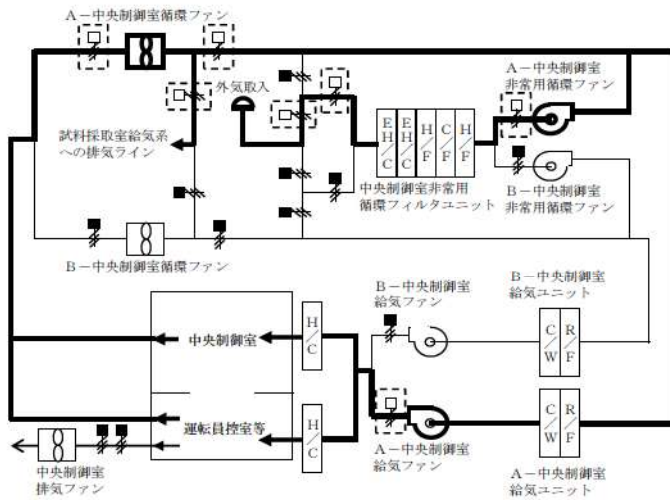 A-中央制御室循環ファン
外気取入
A-中央制御室
非常用循環ファン
試料採取室給気系
への排気ライン
EH/C
EH/C
H/F
C/F
H/F
中央制御室非常用
循環フィルタユニット
B-中央制御室
非常用循環ファン
B-中央制御室循環ファン
B-中央制御室
給気ファン
B-中央制御室
給気ユニット
中央制御室
H/C
C/W
R/F
運転員控室等
H/C
C/W
R/F
中央制御室
排気ファン
A-中央制御室
給気ファン
A-中央制御室
給気ユニット